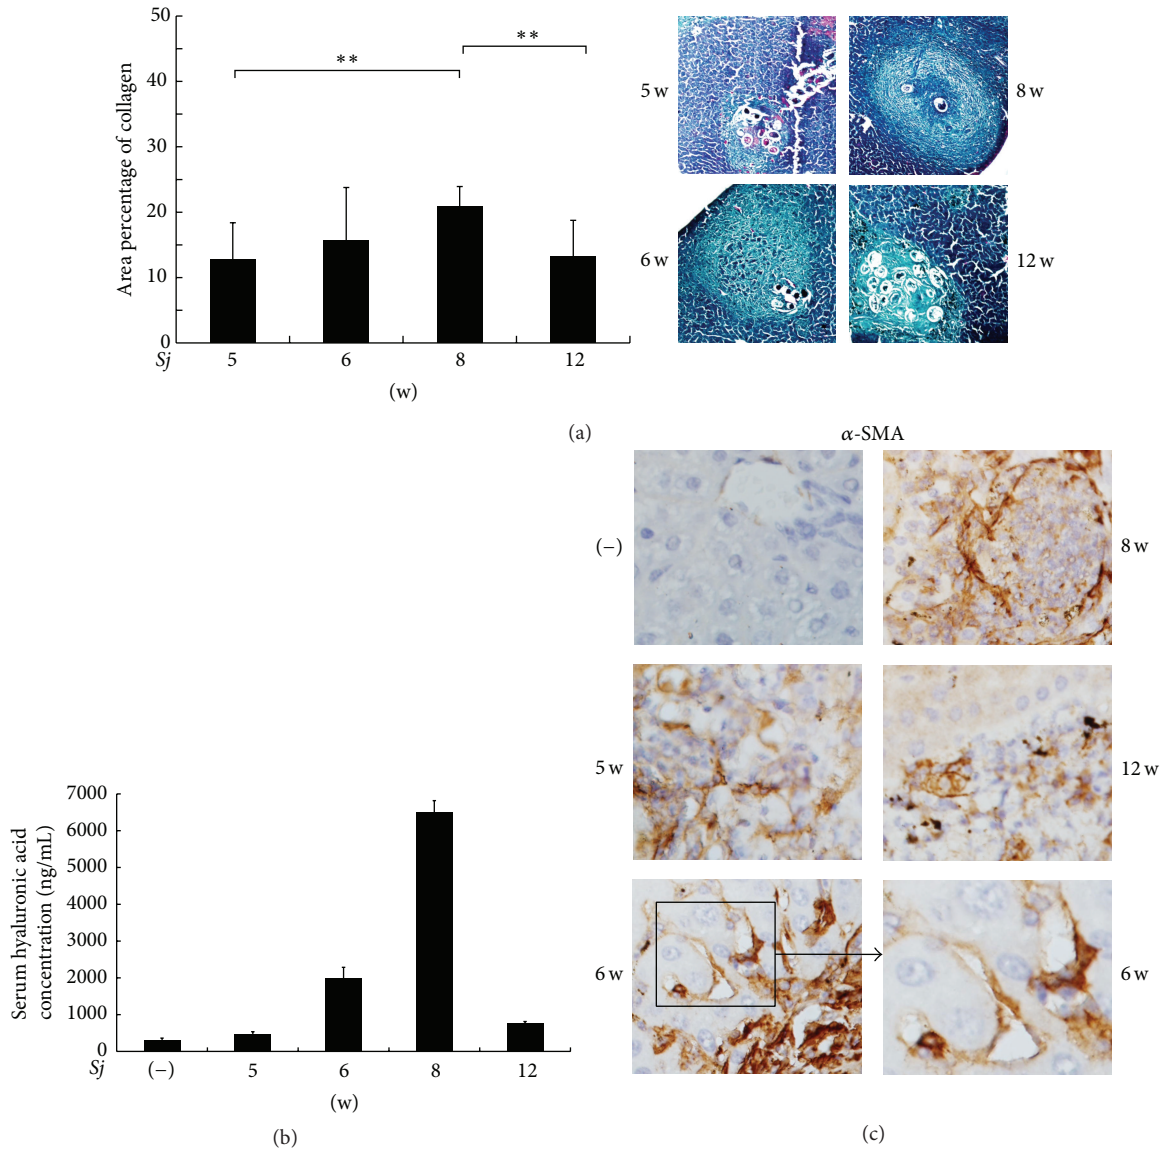 50
40
30
20
10
0
Area percentage of collagen
**
**
Sj
5
6
8
12
(w)
5 w
8 w
6 w
12 w
(a)
α-SMA
(−)
8 w
5 w
12 w
6 w
6 w
7000
6000
5000
4000
3000
2000
1000
0
Serum hyaluronic acid
concentration (ng/mL)
Sj
(−)
5
6
8
12
(w)
(b)
(c)